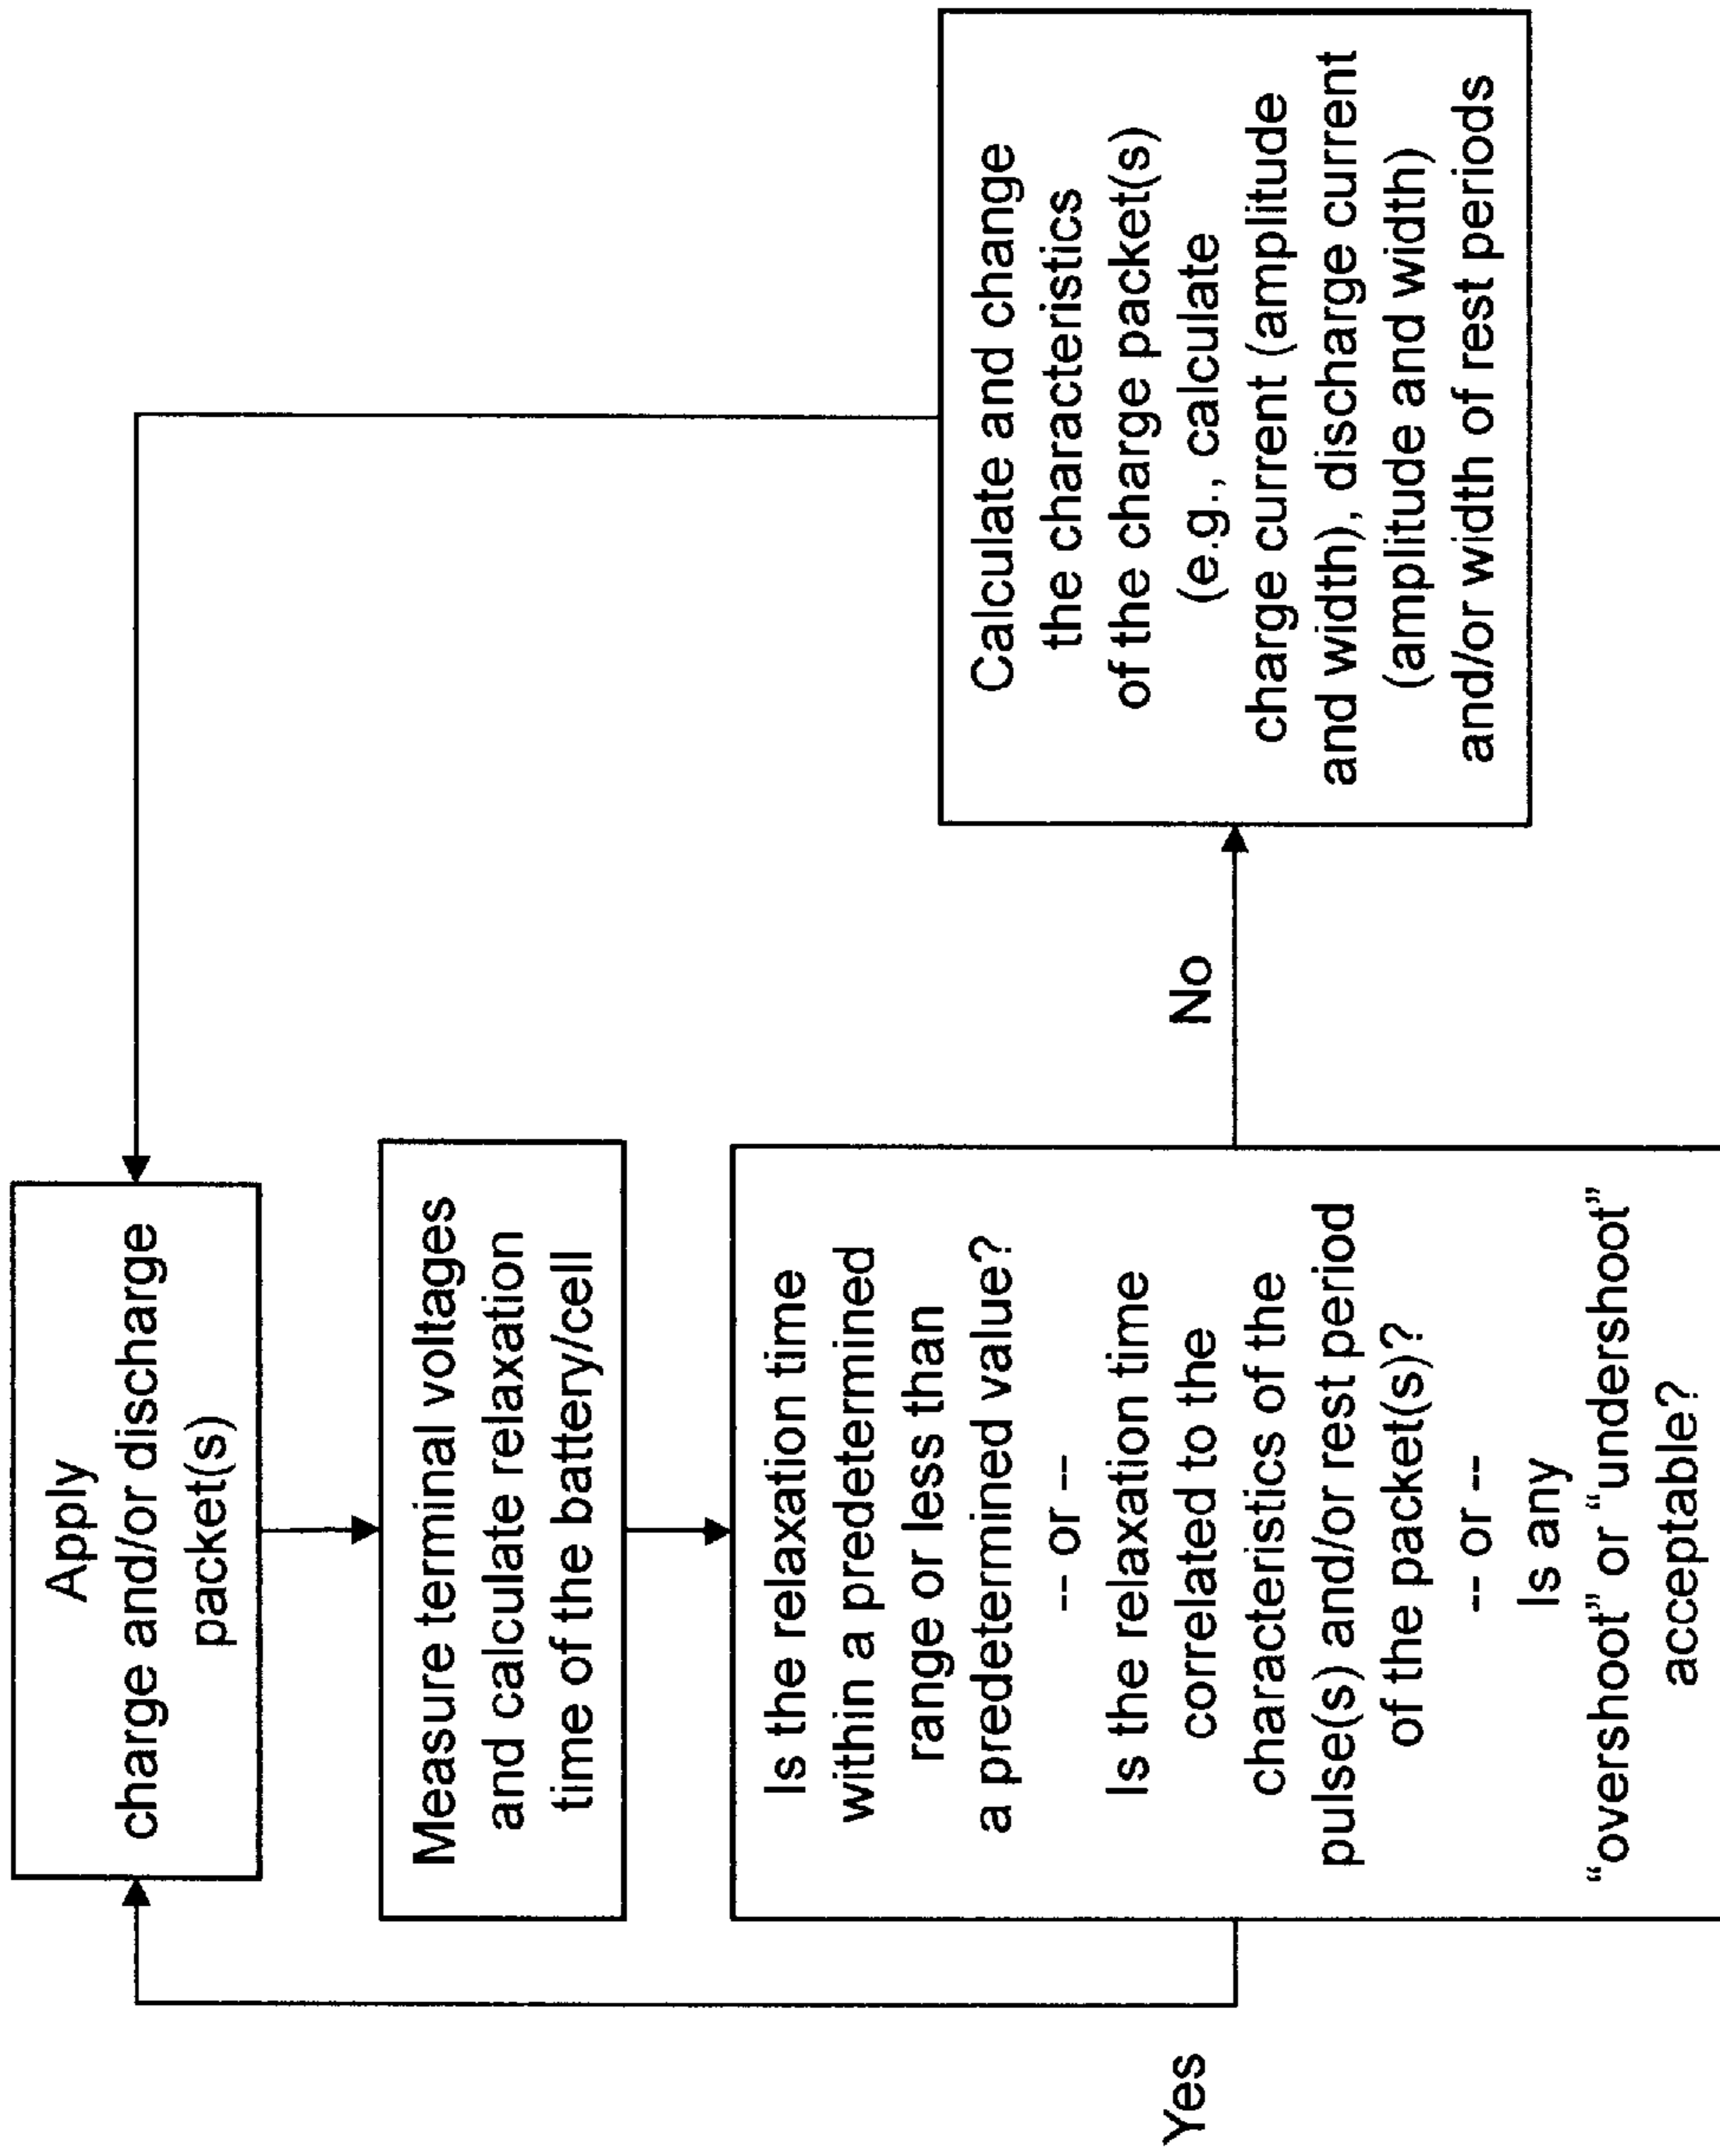 Apply
charge and/or discharge
packet(s)
Measure terminal voltages
and calculate relaxation
time of the battery/cell
Is the relaxation time
within a predetermined
range or less than
a predetermined value?
-- or --
Is the relaxation time
correlated to the
characteristics of the
pulse(s) and/or rest period
of the packet(s)?
-- or --
Is any
“overshoot” or “undershoot”
acceptable?
Yes
No
Calculate and change
the characteristics
of the charge packet(s)
(e.g., calculate
charge current (amplitude
and width), discharge current
(amplitude and width)
and/or width of rest periods